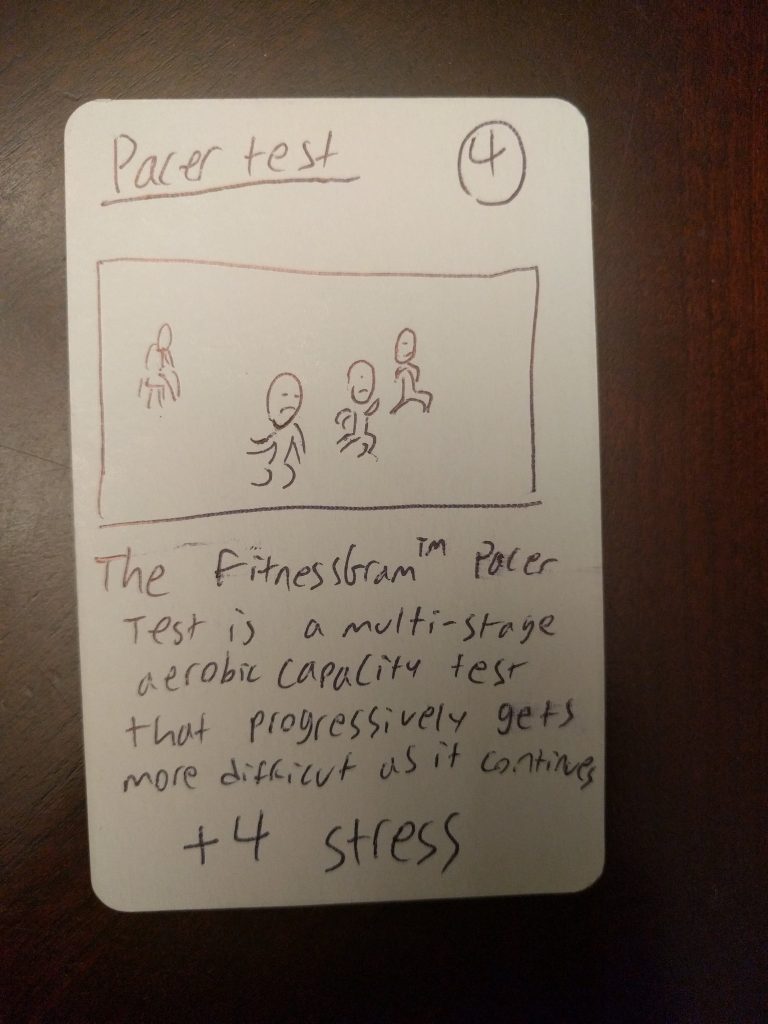 Pacer test
4
The FitnessGram™ Pacer
Test is a multi-stage
aerobic capacity test
that progressively gets
more difficult as it continues
+4 stress